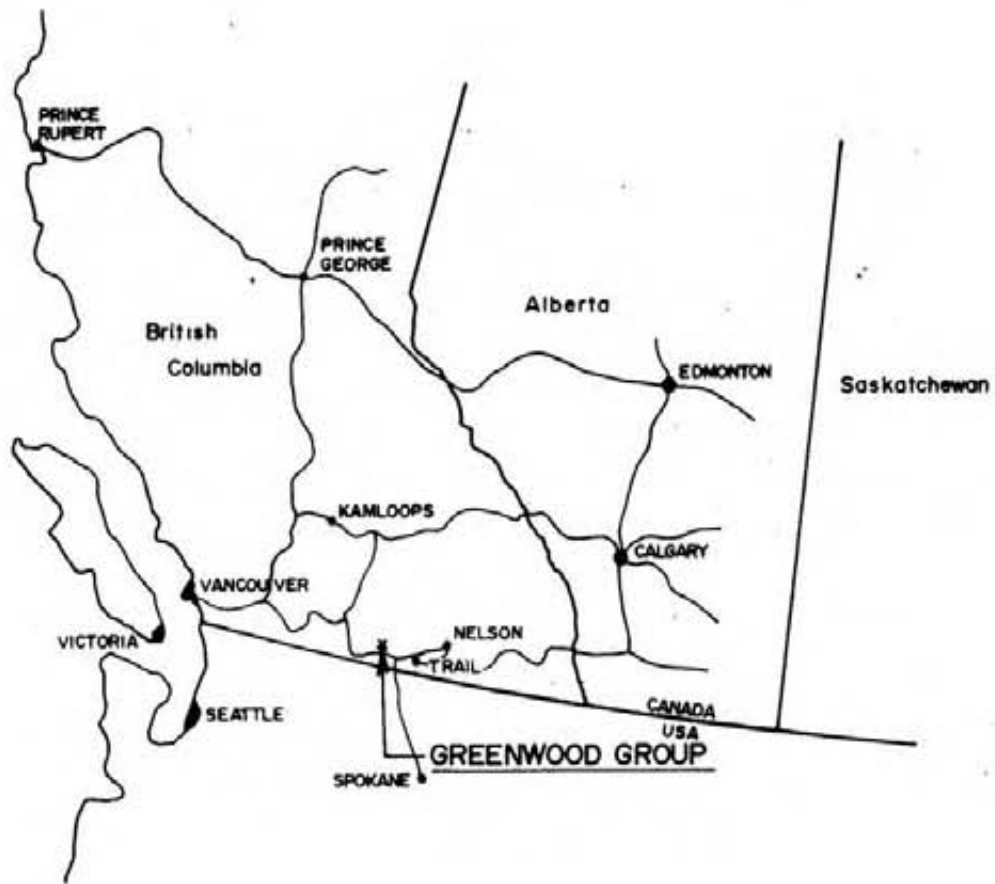 PRINCE
RUPERT
PRINCE
GEORGE
Alberta
British
Columbia
EDMONTON
Saskatchewan
KAMLOOPS
CALGARY
VANCOUVER
VICTORIA
NELSON
TRAIL
SEATTLE
CANADA
USA
GREENWOOD GROUP
SPOKANE